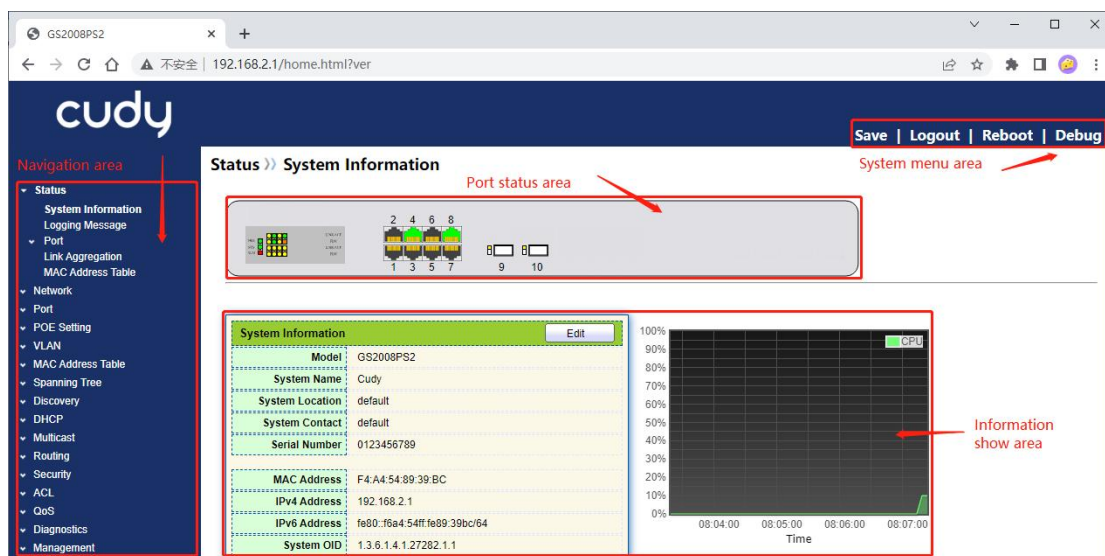 GS2008PS2
不安全 | 192.168.2.1/home.html?ver
cudy
Save | Logout | Reboot | Debug
Navigation area
Status 》 System Information
System menu area
Port status area
Status
System Information
Logging Message
Port
Link Aggregation
MAC Address Table
Network
Port
POE Setting
VLAN
MAC Address Table
Spanning Tree
Discovery
DHCP
Multicast
Routing
Security
ACL
QoS
Diagnostics
Management
2 4 6 8
1 3 5 7 9 10
System Information Edit
Model GS2008PS2
System Name Cudy
System Location default
System Contact default
Serial Number 0123456789
MAC Address F4:A4:54:89:39:BC
IPv4 Address 192.168.2.1
IPv6 Address fe80::f6a4:54ff:fe89:39bc/64
System OID 1.3.6.1.4.1.27282.1.1
CPU
100%
90%
80%
70%
60%
50%
40%
30%
20%
10%
0%
08:04:00 08:05:00 08:06:00 08:07:00
Time
Information
show area